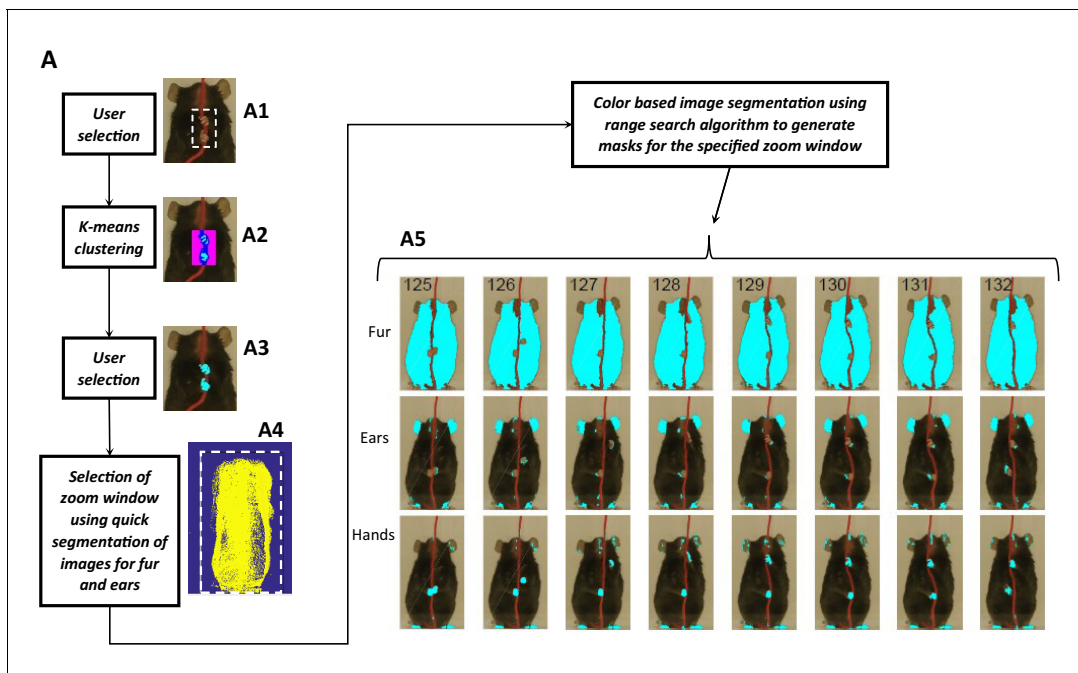 A
User
selection
A1
K-means
clustering
A2
User
selection
A3
Selection of
zoom window
using quick
segmentation of
images for fur
and ears
A4
Color based image segmentation using
range search algorithm to generate
masks for the specified zoom window
A5
125 126 127 128 129 130 131 132
Fur
Ears
Hands